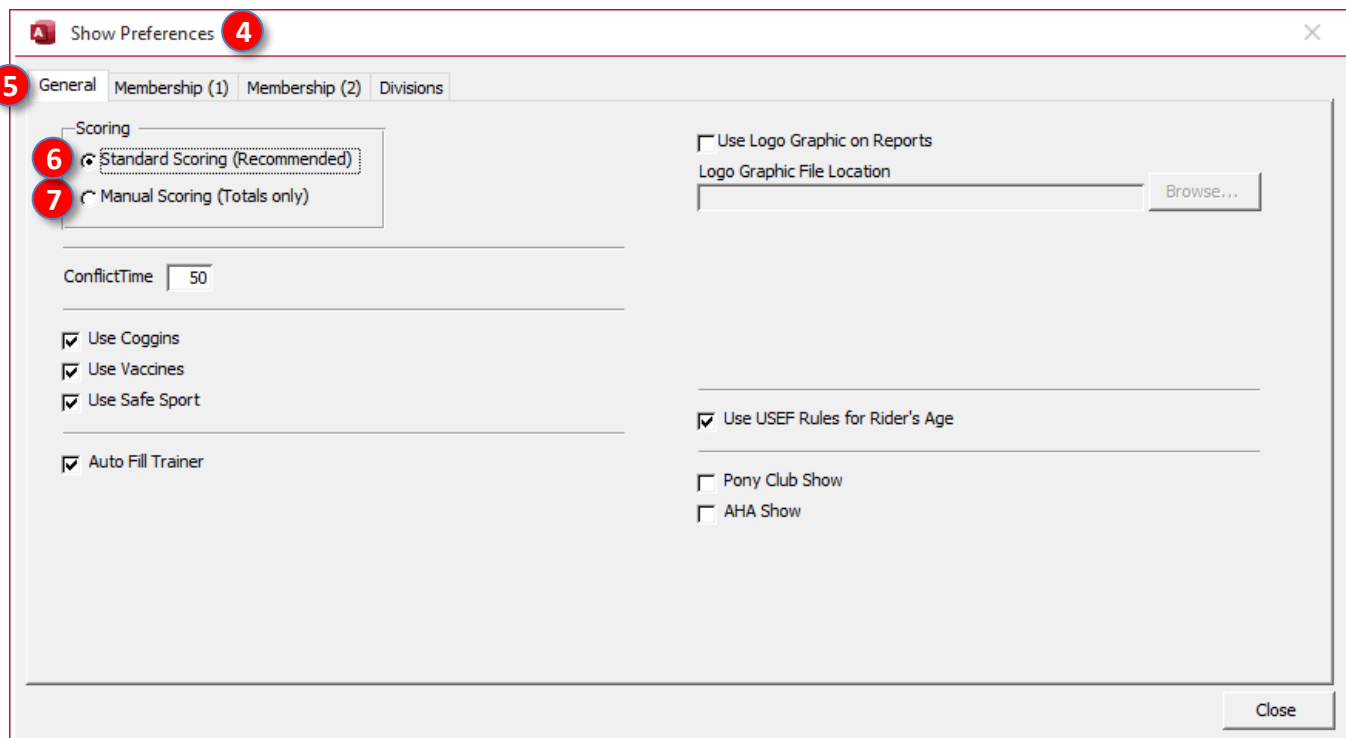 Show Preferences 4
5 General Membership (1) Membership (2) Divisions
Scoring
6 Standard Scoring (Recommended)
7 Manual Scoring (Totals only)
ConflictTime 50
Use Coggins
Use Vaccines
Use Safe Sport
Auto Fill Trainer
Use Logo Graphic on Reports
Logo Graphic File Location
Browse...
Use USEF Rules for Rider's Age
Pony Club Show
AHA Show
Close